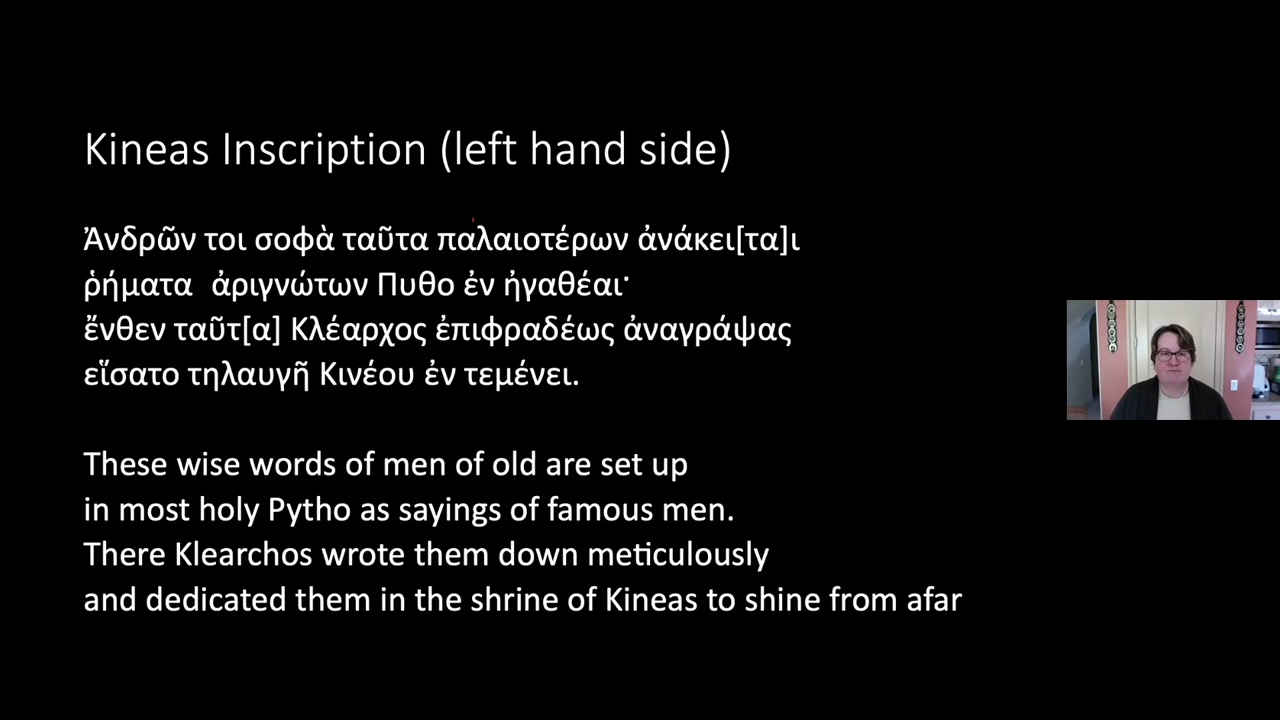 Kineas Inscription (left hand side)
Ἀνδρῶν τοι σοφὰ ταῦτα παλαιοτέρων ἀνάκει[τα]ι
ῥήματα ἀριγνώτων Πυθο ἐν ἠγαθέαι·
ἔνθεν ταῦτ[α] Κλέαρχος ἐπιφραδέως ἀναγράψας
εἵσατο τηλαυγῆ Κινέου ἐν τεμένει.
These wise words of men of old are set up
in most holy Pytho as sayings of famous men.
There Klearchos wrote them down meticulously
and dedicated them in the shrine of Kineas to shine from afar